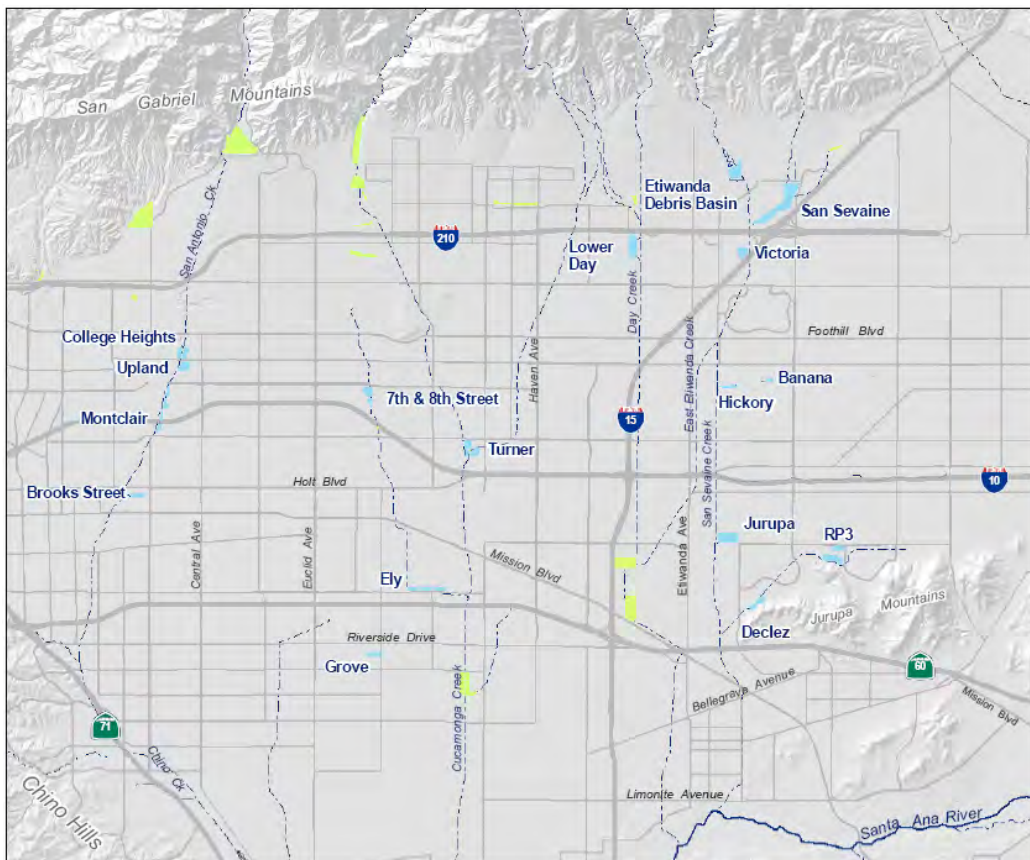 San Gabriel Mountains
San Antonio Ck
Etiwanda
Debris Basin
San Sevaine
210
Lower
Day
Victoria
Day Creek
College Heights
Upland
Foothill Blvd
Haven Ave
East Etiwanda Creek
Banana
Hickory
7th & 8th Street
Montclair
15
San Sevaine Creek
Turner
10
Holt Blvd
Brooks Street
Central Ave
Euclid Ave
Mission Blvd
Etiwanda Ave
Jurupa
RP3
Ely
Jurupa Mountains
Declez
Riverside Drive
Grove
Cucamonga Creek
60
Bellegrave Avenue
Mission Blvd
71
Chino Ck
Chino Hills
Limonite Avenue
Santa Ana River